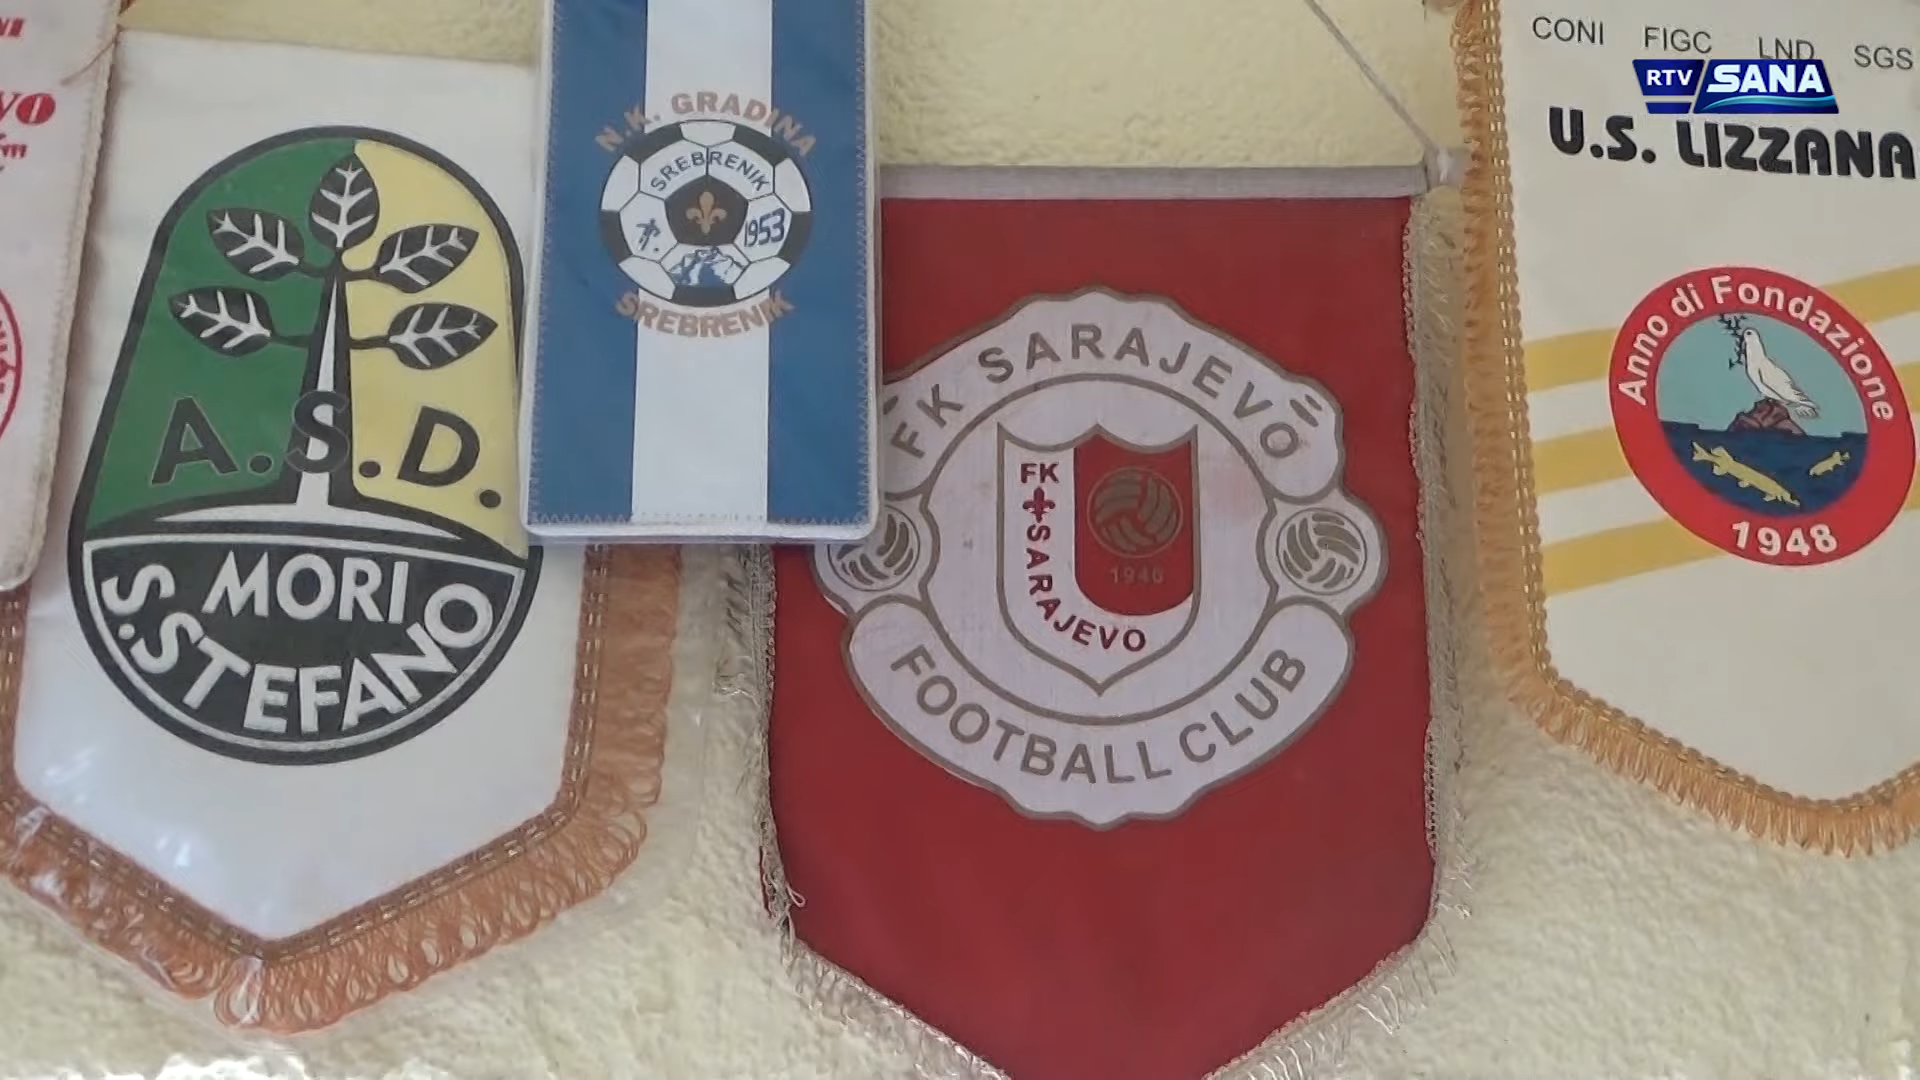 A.S.D.
MORI
S.STEFANO
N.K. GRADINA
SREBRENIK
1953
SREBRENIK
FK SARAJEVO
FK
SARAJEVO
1946
FOOTBALL CLUB
CONI FIGC LND SGS
RTV SANA
U.S. LIZZANA
Anno di Fondazione
1948